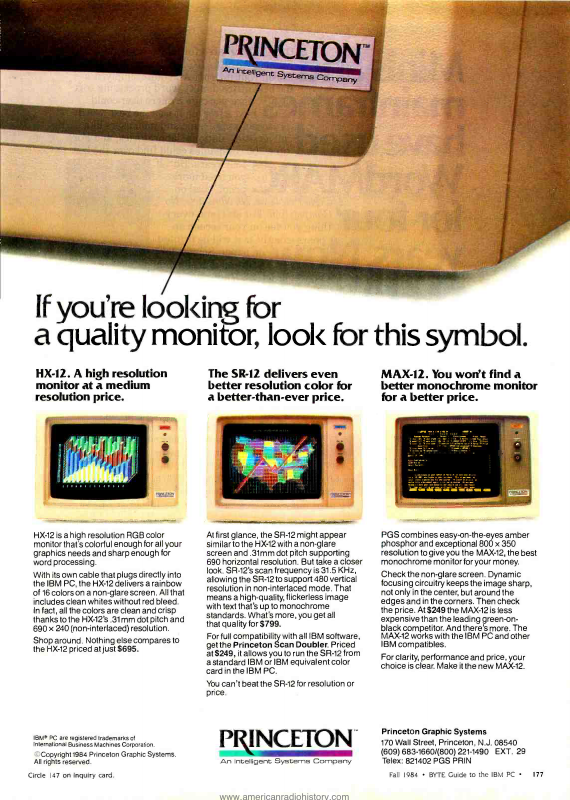 PRINCETON™
An Intelligent Systems Company
If you're looking for
a quality monitor, look for this symbol.
HX-12. A high resolution
monitor at a medium
resolution price.
HX-12 is a high resolution RGB color
monitor that's colorful enough for all your
graphics needs and sharp enough for
word processing.
With its own cable that plugs directly into
the IBM PC, the HX-12 delivers a rainbow
of 16 colors on a non-glare screen. All that
includes clean whites without red bleed.
In fact, all the colors are clean and crisp
thanks to the HX-12's .31mm dot pitch and
690 x 240 (non-interlaced) resolution.
Shop around. Nothing else compares to
the HX-12 priced at just $695.
The SR-12 delivers even
better resolution color for
a better-than-ever price.
At first glance, the SR-12 might appear
similar to the HX-12 with a non-glare
screen and .31mm dot pitch supporting
690 horizontal resolution. But take a closer
look. SR-12's scan frequency is 31.5 KHz,
allowing the SR-12 to support 480 vertical
resolution in non-interlaced mode. That
means a high-quality, flickerless image
with text that's up to monochrome
standards. What's more, you get all
that quality for $799.
For full compatibility with all IBM software,
get the Princeton Scan Doubler. Priced
at $249, it allows you to run the SR-12 from
a standard IBM or IBM equivalent color
card in the IBM PC.
You can't beat the SR-12 for resolution or
price.
MAX-12. You won't find a
better monochrome monitor
for a better price.
PGS combines easy-on-the-eyes amber
phosphor and exceptional 800 x 350
resolution to give you the MAX-12, the best
monochrome monitor for your money.
Check the non-glare screen. Dynamic
focusing circuitry keeps the image sharp,
not only in the center, but around the
edges and in the corners. Then check
the price. At $249 the MAX-12 is less
expensive than the leading green-on-
black competitor. And there's more. The
MAX-12 works with the IBM PC and other
IBM compatibles.
For clarity, performance and price, your
choice is clear. Make it the new MAX-12.
IBM® PC are registered trademarks of
International Business Machines Corporation.
©Copyright 1984 Princeton Graphic Systems.
All rights reserved.
Circle 147 on inquiry card.
PRINCETON™
An Intelligent Systems Company
Princeton Graphic Systems
170 Wall Street, Princeton, N.J. 08540
(609) 683-1660/(800) 221-1490 EXT. 29
Telex: 821402 PGS PRIN
Fall 1984 • BYTE Guide to the IBM PC • 177
www.americanradiohistory.com